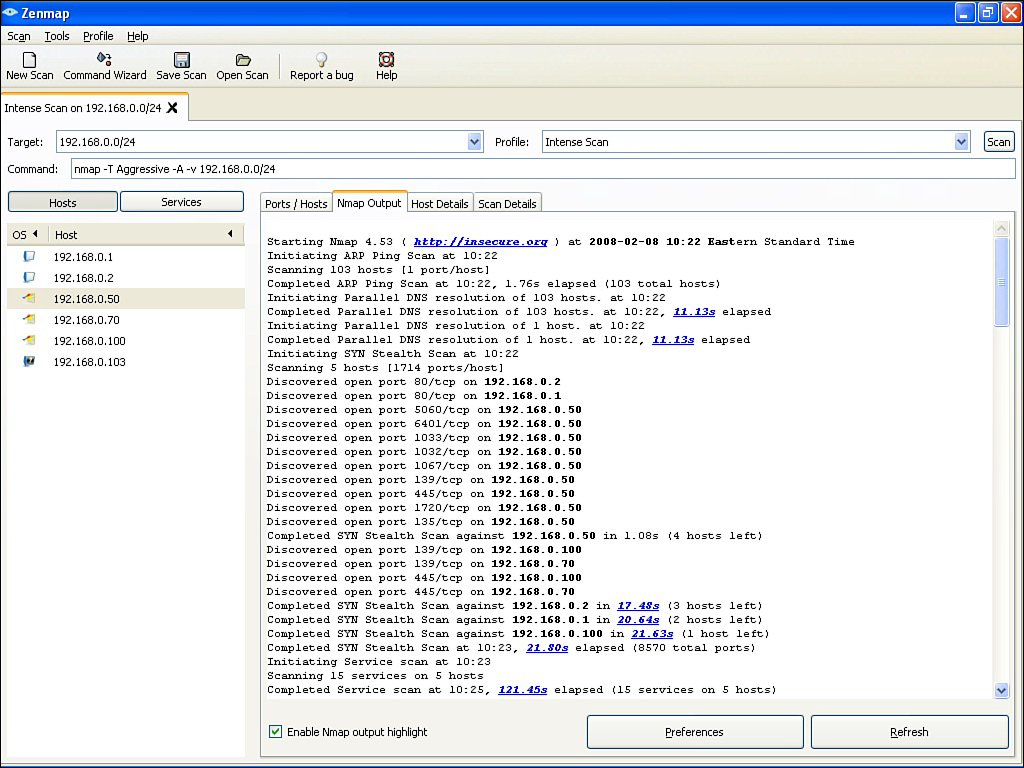 Zenmap
Scan Tools Profile Help
New Scan Command Wizard Save Scan Open Scan Report a bug Help
Intense Scan on 192.168.0.0/24
Target: 192.168.0.0/24 Profile: Intense Scan Scan
Command: nmap -T Aggressive -A -v 192.168.0.0/24
Hosts Services
OS Host
192.168.0.1
192.168.0.2
192.168.0.50
192.168.0.70
192.168.0.100
192.168.0.103
Ports / Hosts Nmap Output Host Details Scan Details
Starting Nmap 4.53 ( http://insecure.org ) at 2008-02-08 10:22 Eastern Standard Time
Initiating ARP Ping Scan at 10:22
Scanning 103 hosts [1 port/host]
Completed ARP Ping Scan at 10:22, 1.76s elapsed (103 total hosts)
Initiating Parallel DNS resolution of 103 hosts. at 10:22
Completed Parallel DNS resolution of 103 hosts. at 10:22, 11.13s elapsed
Initiating Parallel DNS resolution of 1 host. at 10:22
Completed Parallel DNS resolution of 1 host. at 10:22, 11.13s elapsed
Initiating SYN Stealth Scan at 10:22
Scanning 5 hosts [1714 ports/host]
Discovered open port 80/tcp on 192.168.0.2
Discovered open port 80/tcp on 192.168.0.1
Discovered open port 5060/tcp on 192.168.0.50
Discovered open port 6401/tcp on 192.168.0.50
Discovered open port 1033/tcp on 192.168.0.50
Discovered open port 1032/tcp on 192.168.0.50
Discovered open port 1067/tcp on 192.168.0.50
Discovered open port 139/tcp on 192.168.0.50
Discovered open port 445/tcp on 192.168.0.50
Discovered open port 1720/tcp on 192.168.0.50
Discovered open port 135/tcp on 192.168.0.50
Completed SYN Stealth Scan against 192.168.0.50 in 1.08s (4 hosts left)
Discovered open port 139/tcp on 192.168.0.100
Discovered open port 139/tcp on 192.168.0.70
Discovered open port 445/tcp on 192.168.0.100
Discovered open port 445/tcp on 192.168.0.70
Completed SYN Stealth Scan against 192.168.0.2 in 17.48s (3 hosts left)
Completed SYN Stealth Scan against 192.168.0.1 in 20.64s (2 hosts left)
Completed SYN Stealth Scan against 192.168.0.100 in 21.63s (1 host left)
Completed SYN Stealth Scan at 10:23, 21.80s elapsed (8570 total ports)
Initiating Service scan at 10:23
Scanning 15 services on 5 hosts
Completed Service scan at 10:25, 121.45s elapsed (15 services on 5 hosts)
Enable Nmap output highlight Preferences Refresh